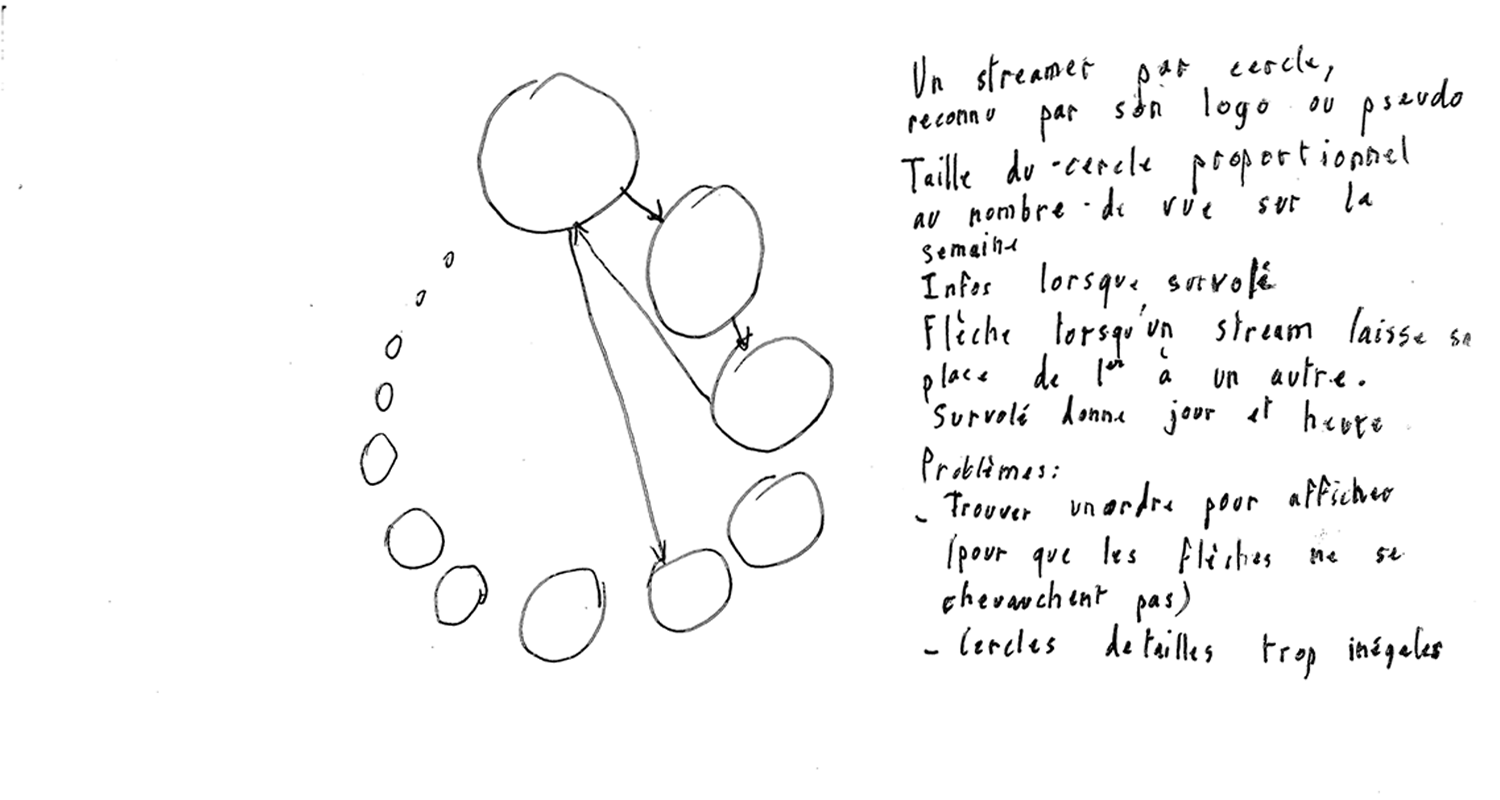 Un streamer par cercle,
reconnu par son logo ou pseudo
Taille du cercle proportionnel
au nombre de vue sur la
semaine
Infos lorsque survolé
Flèche lorsqu'un stream laisse sa
place de 1er à un autre.
Survolé donne jour et heure
Problèmes:
- Trouver un ordre pour afficher
(pour que les flèches ne se
chevauchent pas)
- Cercles de tailles trop inégales